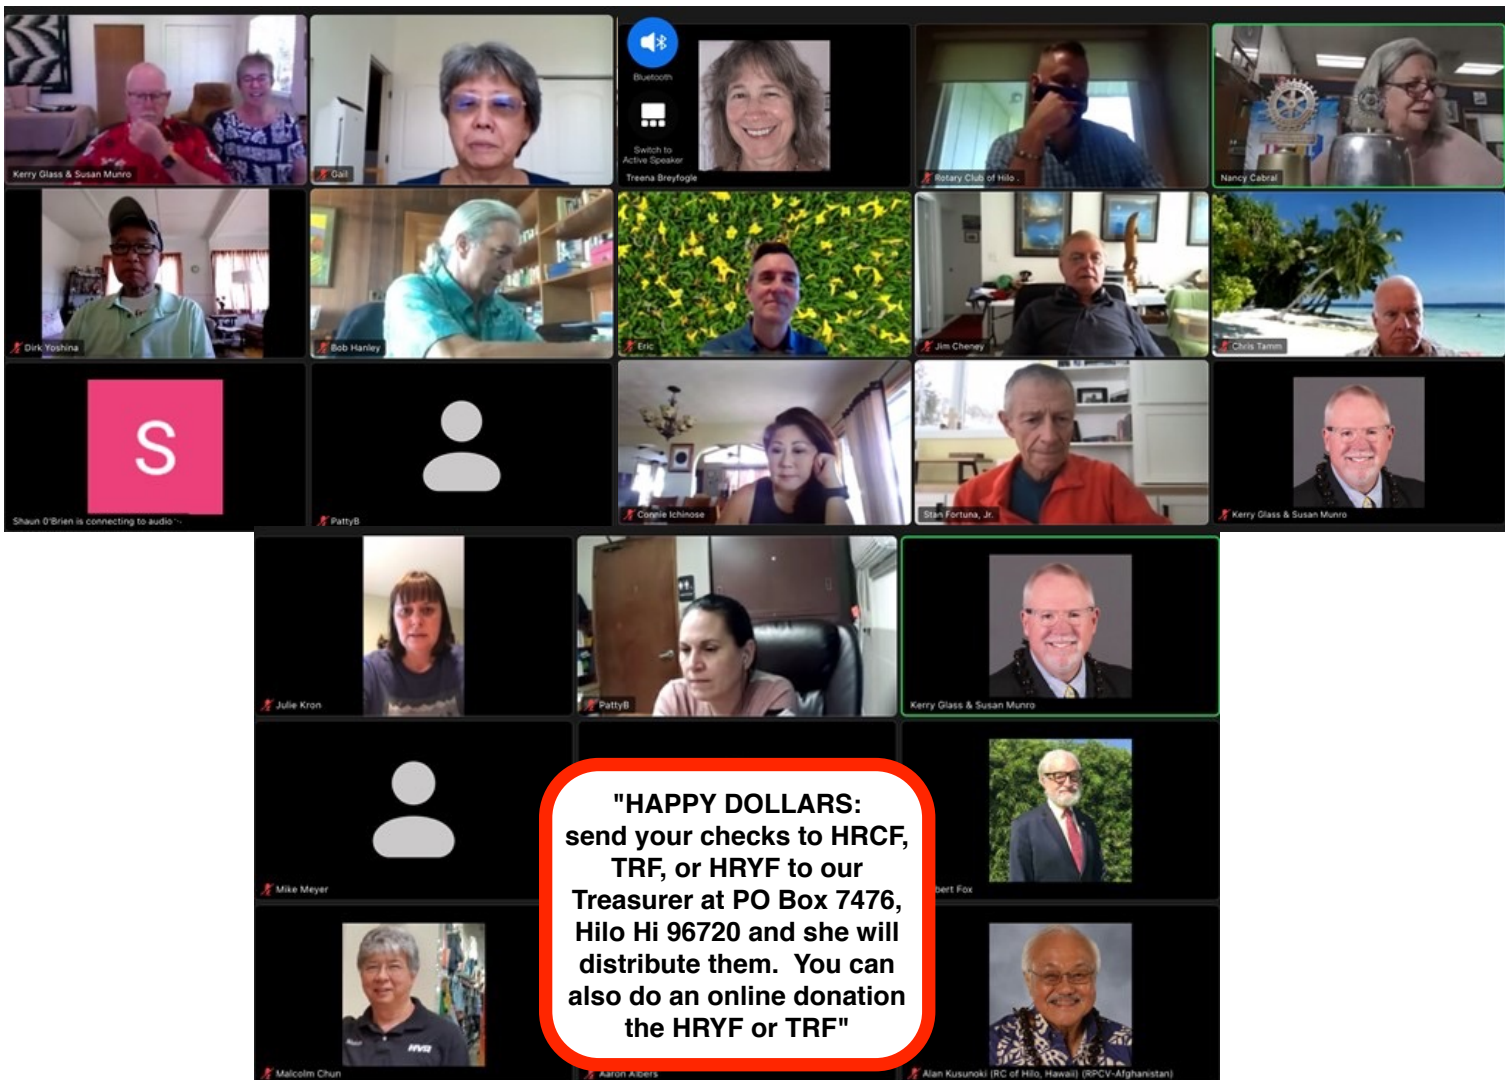 Bluetooth
Switch to
Active Speaker
Kerry Glass & Susan Munro
Gail
Treena Breyfogle
Rotary Club of Hilo .
Nancy Cabral
Dirk Yoshina
Bob Hanley
Eric
Jim Cheney
Chris Tamm
S
Shaun O'Brien is connecting to audio
PattyB
Connie Ichinose
Stan Fortuna, Jr.
Kerry Glass & Susan Munro
Julie Kron
PattyB
Kerry Glass & Susan Munro
Mike Meyer
bert Fox
"HAPPY DOLLARS:
send your checks to HRCF,
TRF, or HRYF to our
Treasurer at PO Box 7476,
Hilo Hi 96720 and she will
distribute them. You can
also do an online donation
the HRYF or TRF"
HVR
Malcolm Chun
Aaron Albers
Alan Kusunoki (RC of Hilo, Hawaii) (RPCV-Afghanistan)